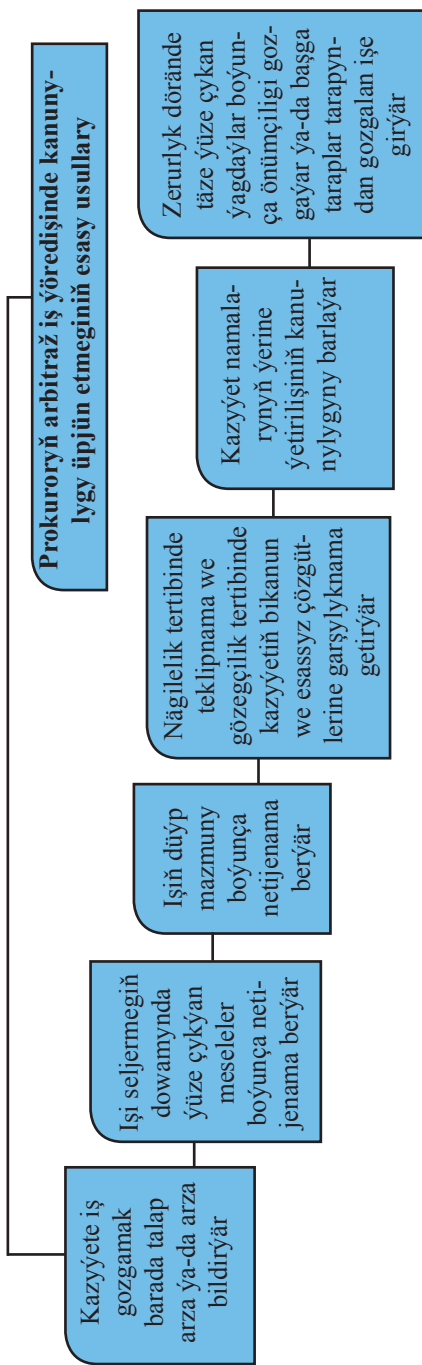 Prokuroryň arbitraž iş ýöredişinde kanuny-
lygy üpjün etmeginiň esasy usullary
Kazyýete iş
gozgamak
barada talap
arza ýa-da arza
bildirýär
Işi seljermegiň
dowamynda
ýüze çykýan
meseleler
boýunça neti-
jenama berýär
Işiň düýp
mazmuny
boýunça
netijenama
berýär
Nägilelik tertibinde
teklipnama we
gözegçilik tertibinde
kazyýetiň bikanun
we esassyz çözgüt-
lerine garşylyknama
getirýär
Kazyýet namala-
rynyň ýerine
ýetirilişiniň kanu-
nylygyny barlaýar
Zerurlyk dörände
täze ýüze çykan
ýagdaýlar boýun-
ça önümçiligi goz-
gaýar ýa-da başga
taraplar tarapyn-
dan gozgalan işe
girýär